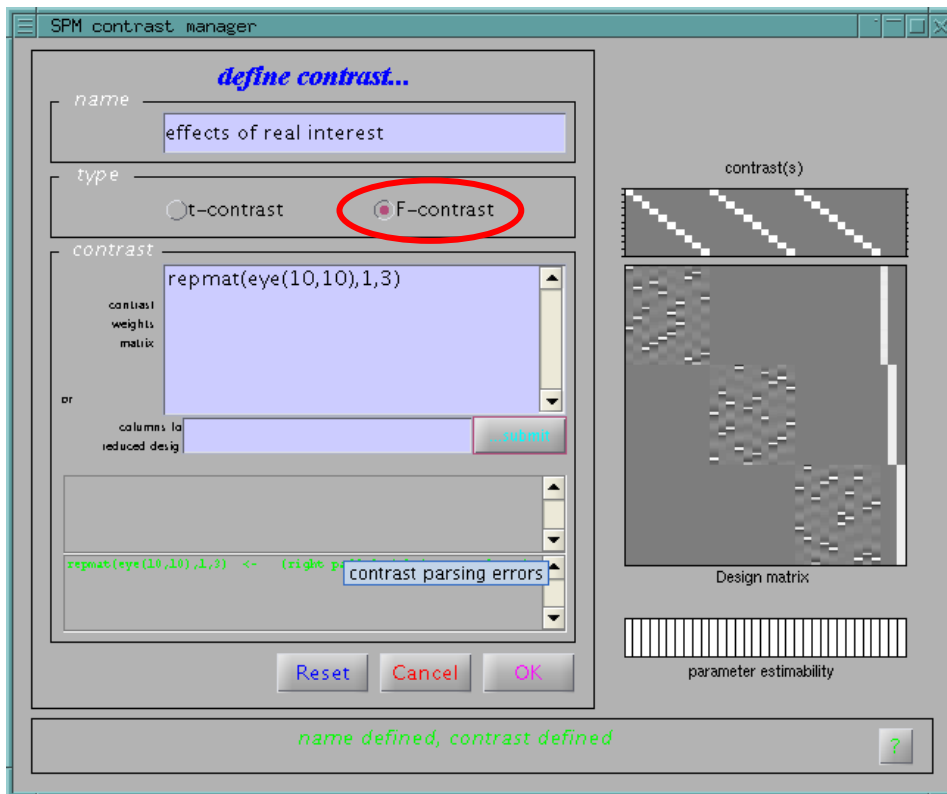 SPM contrast manager
define contrast...
name
effects of real interest
type
t-contrast
F-contrast
contrast
contrast
weights
matrix
repmat(eye(10,10),1,3)
or
columns fo
reduced desig
...submit
repmat(eye(10,10),1,3) <- (right p
contrast parsing errors
Reset
Cancel
OK
contrast(s)
Design matrix
parameter estimability
name defined, contrast defined
?